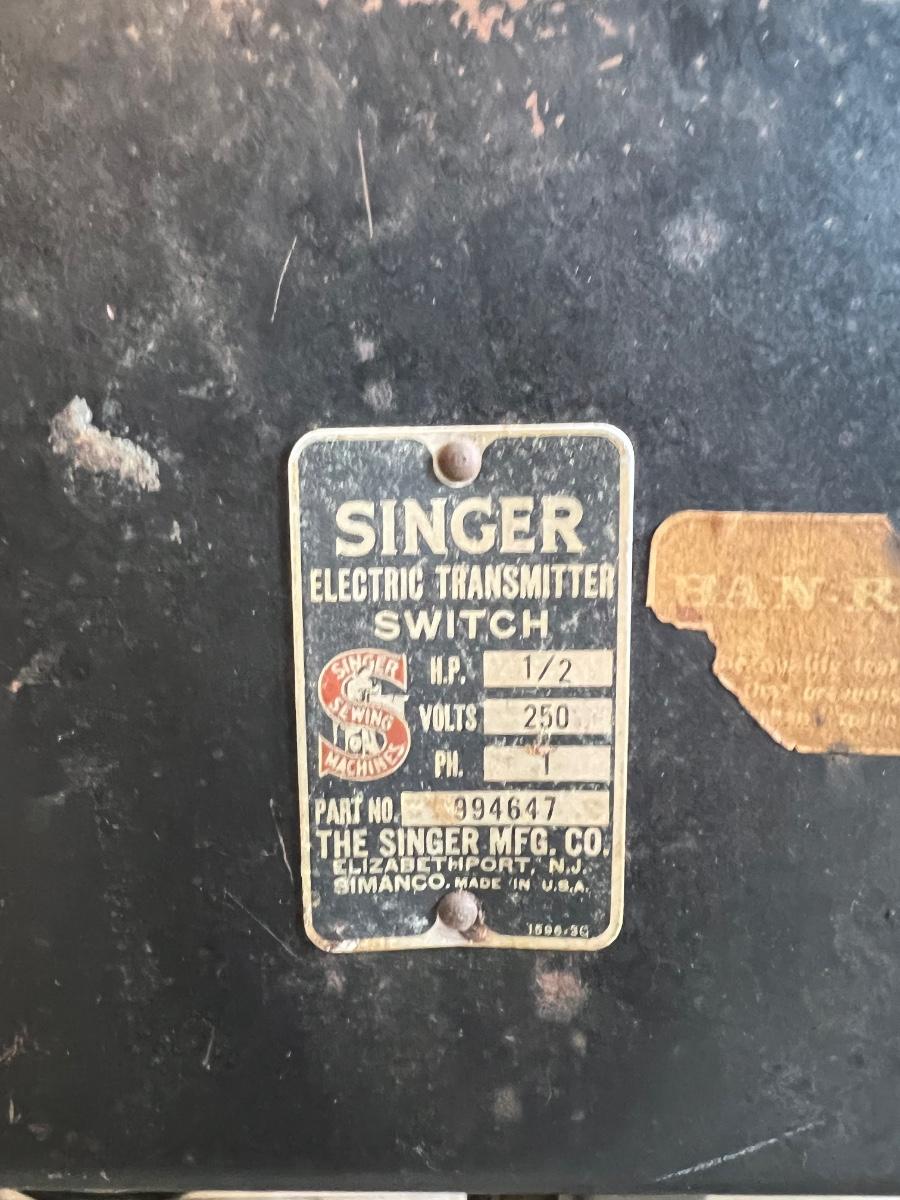 SINGER
ELECTRIC TRANSMITTER
SWITCH
SINGER
SEWING
MACHINES
H.P. 1/2
VOLTS 250
PH. 1
PART NO. 994647
THE SINGER MFG. CO.
ELIZABETHPORT, N.J.
SIMANCO. MADE IN U.S.A.
HAN-R